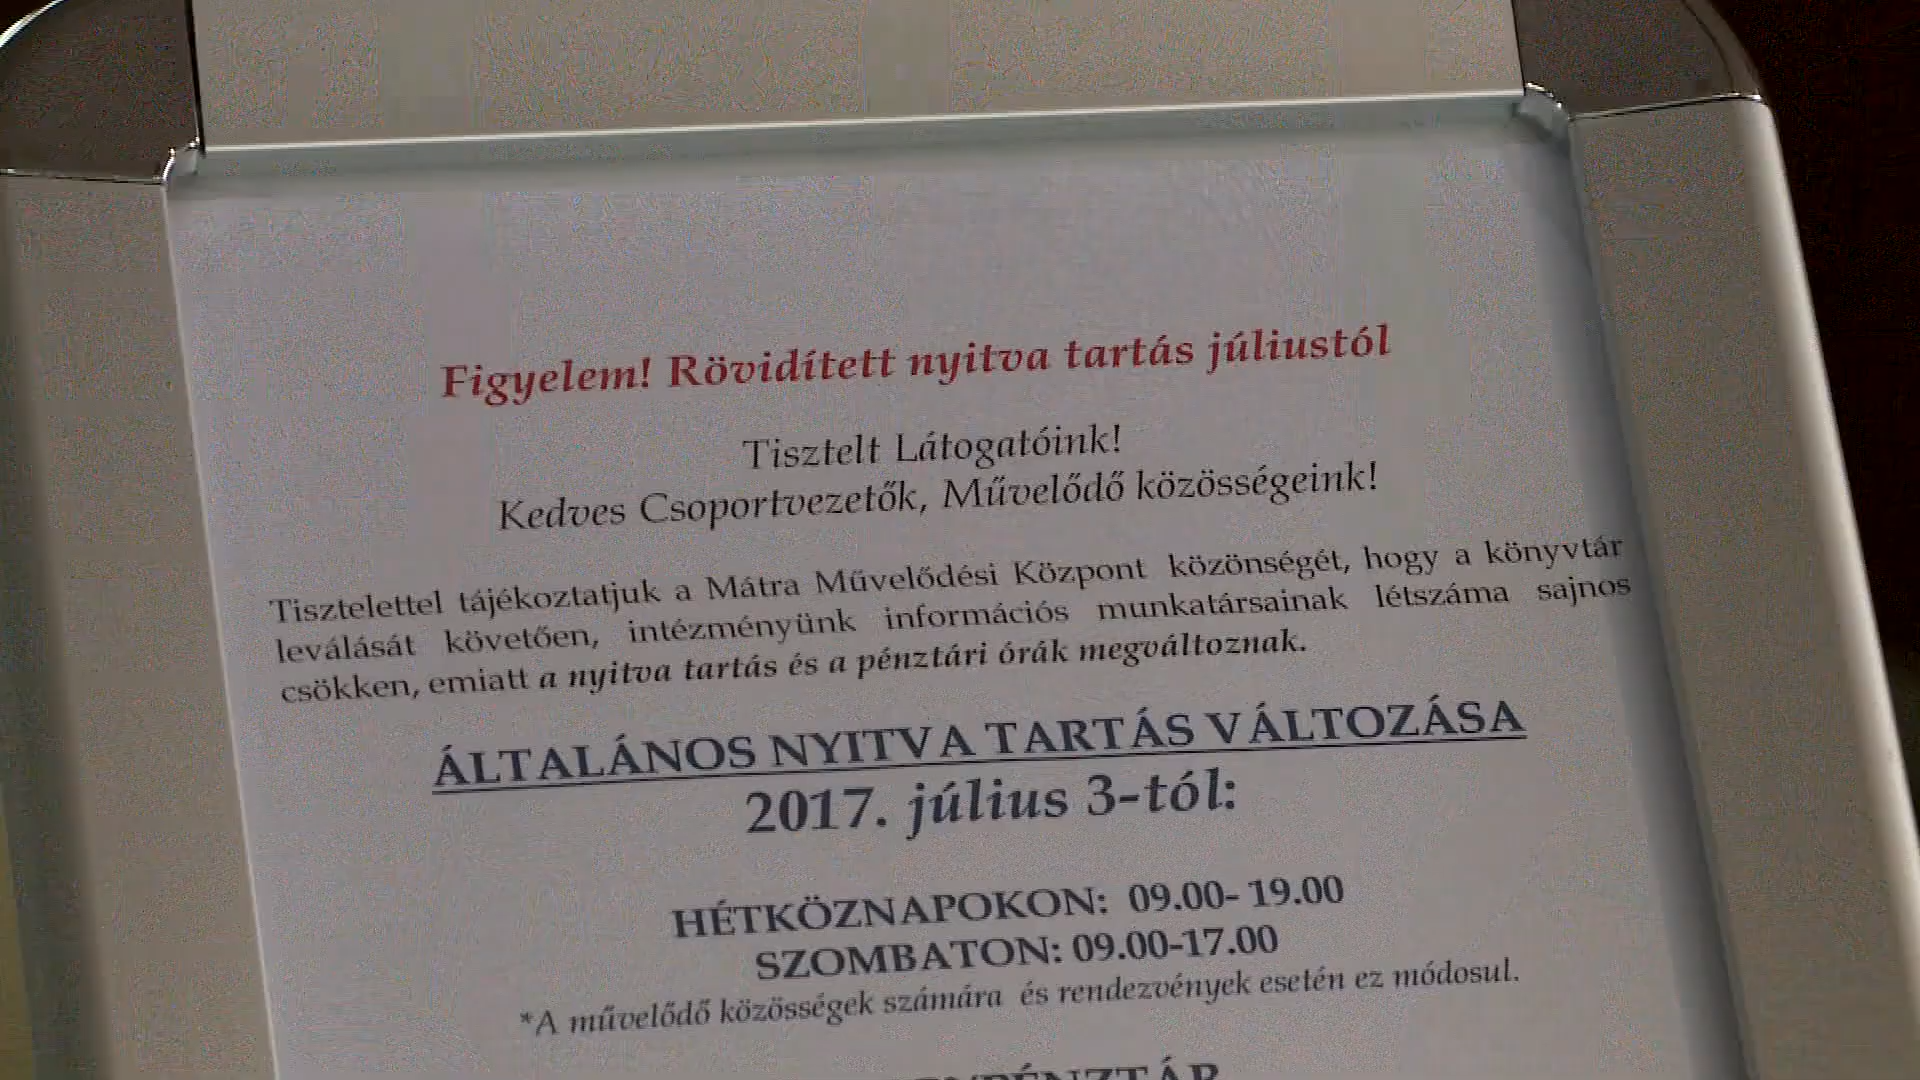 Figyelem! Rövidített nyitva tartás júliustól
Tisztelt Látogatóink!
Kedves Csoportvezetők, Művelődő közösségeink!
Tisztelettel tájékoztatjuk a Mátra Művelődési Központ közönségét, hogy a könyvtár
leválását követően, intézményünk információs munkatársainak létszáma sajnos
csökken, emiatt a nyitva tartás és a pénztári órák megváltoznak.
ÁLTALÁNOS NYITVA TARTÁS VÁLTOZÁSA
2017. július 3-tól:
HÉTKÖZNAPOKON: 09.00- 19.00
SZOMBATON: 09.00-17.00
*A művelődő közösségek számára és rendezvények esetén ez módosul.